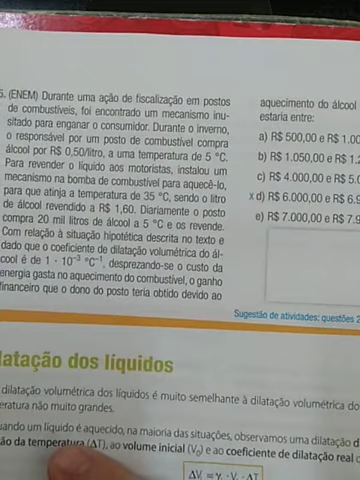 5. (ENEM) Durante uma ação de fiscalização em postos
de combustíveis, foi encontrado um mecanismo inu-
sitado para enganar o consumidor. Durante o inverno,
o responsável por um posto de combustível compra
álcool por R$ 0,50/litro, a uma temperatura de 5 °C.
Para revender o líquido aos motoristas, instalou um
mecanismo na bomba de combustível para aquecê-lo,
para que atinja a temperatura de 35 °C, sendo o litro
de álcool revendido a R$ 1,60. Diariamente o posto
compra 20 mil litros de álcool a 5 °C e os revende.
Com relação à situação hipotética descrita no texto e
dado que o coeficiente de dilatação volumétrica do ál-
cool é de 1 · 10⁻³ °C⁻¹, desprezando-se o custo da
energia gasta no aquecimento do combustível, o ganho
financeiro que o dono do posto teria obtido devido ao
aquecimento do álcool
estaria entre:
a) R$ 500,00 e R$ 1.00
b) R$ 1.050,00 e R$ 1.2
c) R$ 4.000,00 e R$ 5.0
x d) R$ 6.000,00 e R$ 6.9
e) R$ 7.000,00 e R$ 7.9
Sugestão de atividades: questões 2
latação dos líquidos
dilatação volumétrica dos líquidos é muito semelhante à dilatação volumétrica do
eratura não muito grandes.
uando um líquido é aquecido, na maioria das situações, observamos uma dilatação d
ão da temperatura (ΔT), ao volume inicial (V₀) e ao coeficiente de dilatação real d
ΔV = γ · V₀ · ΔT